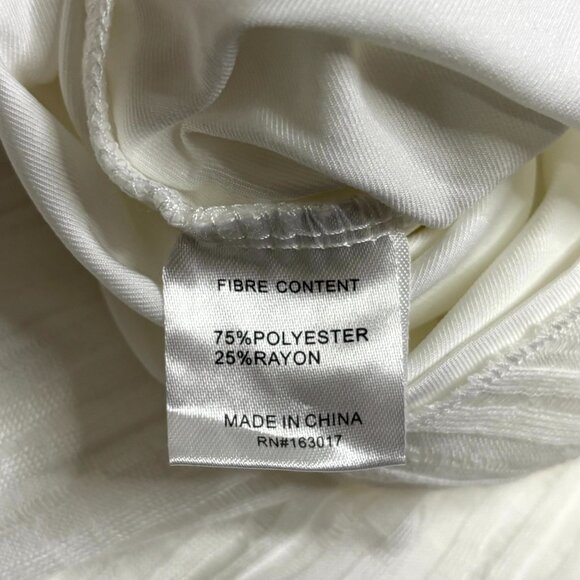 FIBRE CONTENT
75%POLYESTER
25%RAYON
MADE IN CHINA
RN#163017